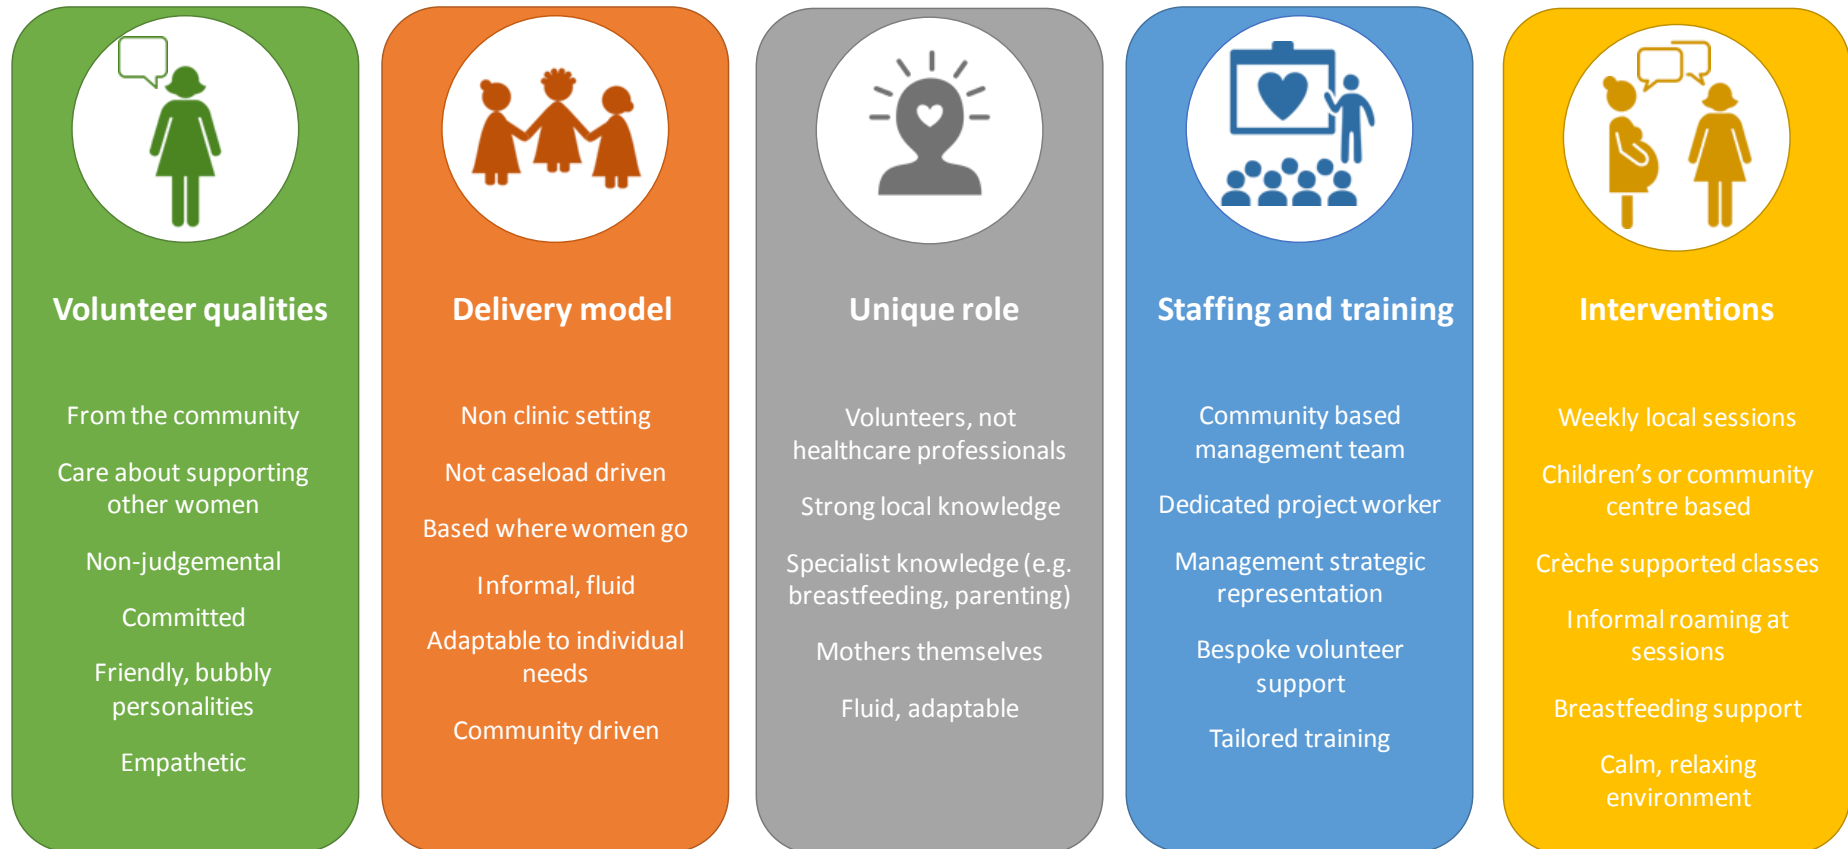 Volunteer qualities
From the community
Care about supporting
other women
Non-judgemental
Committed
Friendly, bubbly
personalities
Empathetic
Delivery model
Non clinic setting
Not caseload driven
Based where women go
Informal, fluid
Adaptable to individual
needs
Community driven
Unique role
Volunteers, not
healthcare professionals
Strong local knowledge
Specialist knowledge (e.g.
breastfeeding, parenting)
Mothers themselves
Fluid, adaptable
Staffing and training
Community based
management team
Dedicated project worker
Management strategic
representation
Bespoke volunteer
support
Tailored training
Interventions
Weekly local sessions
Children’s or community
centre based
Crèche supported classes
Informal roaming at
sessions
Breastfeeding support
Calm, relaxing
environment